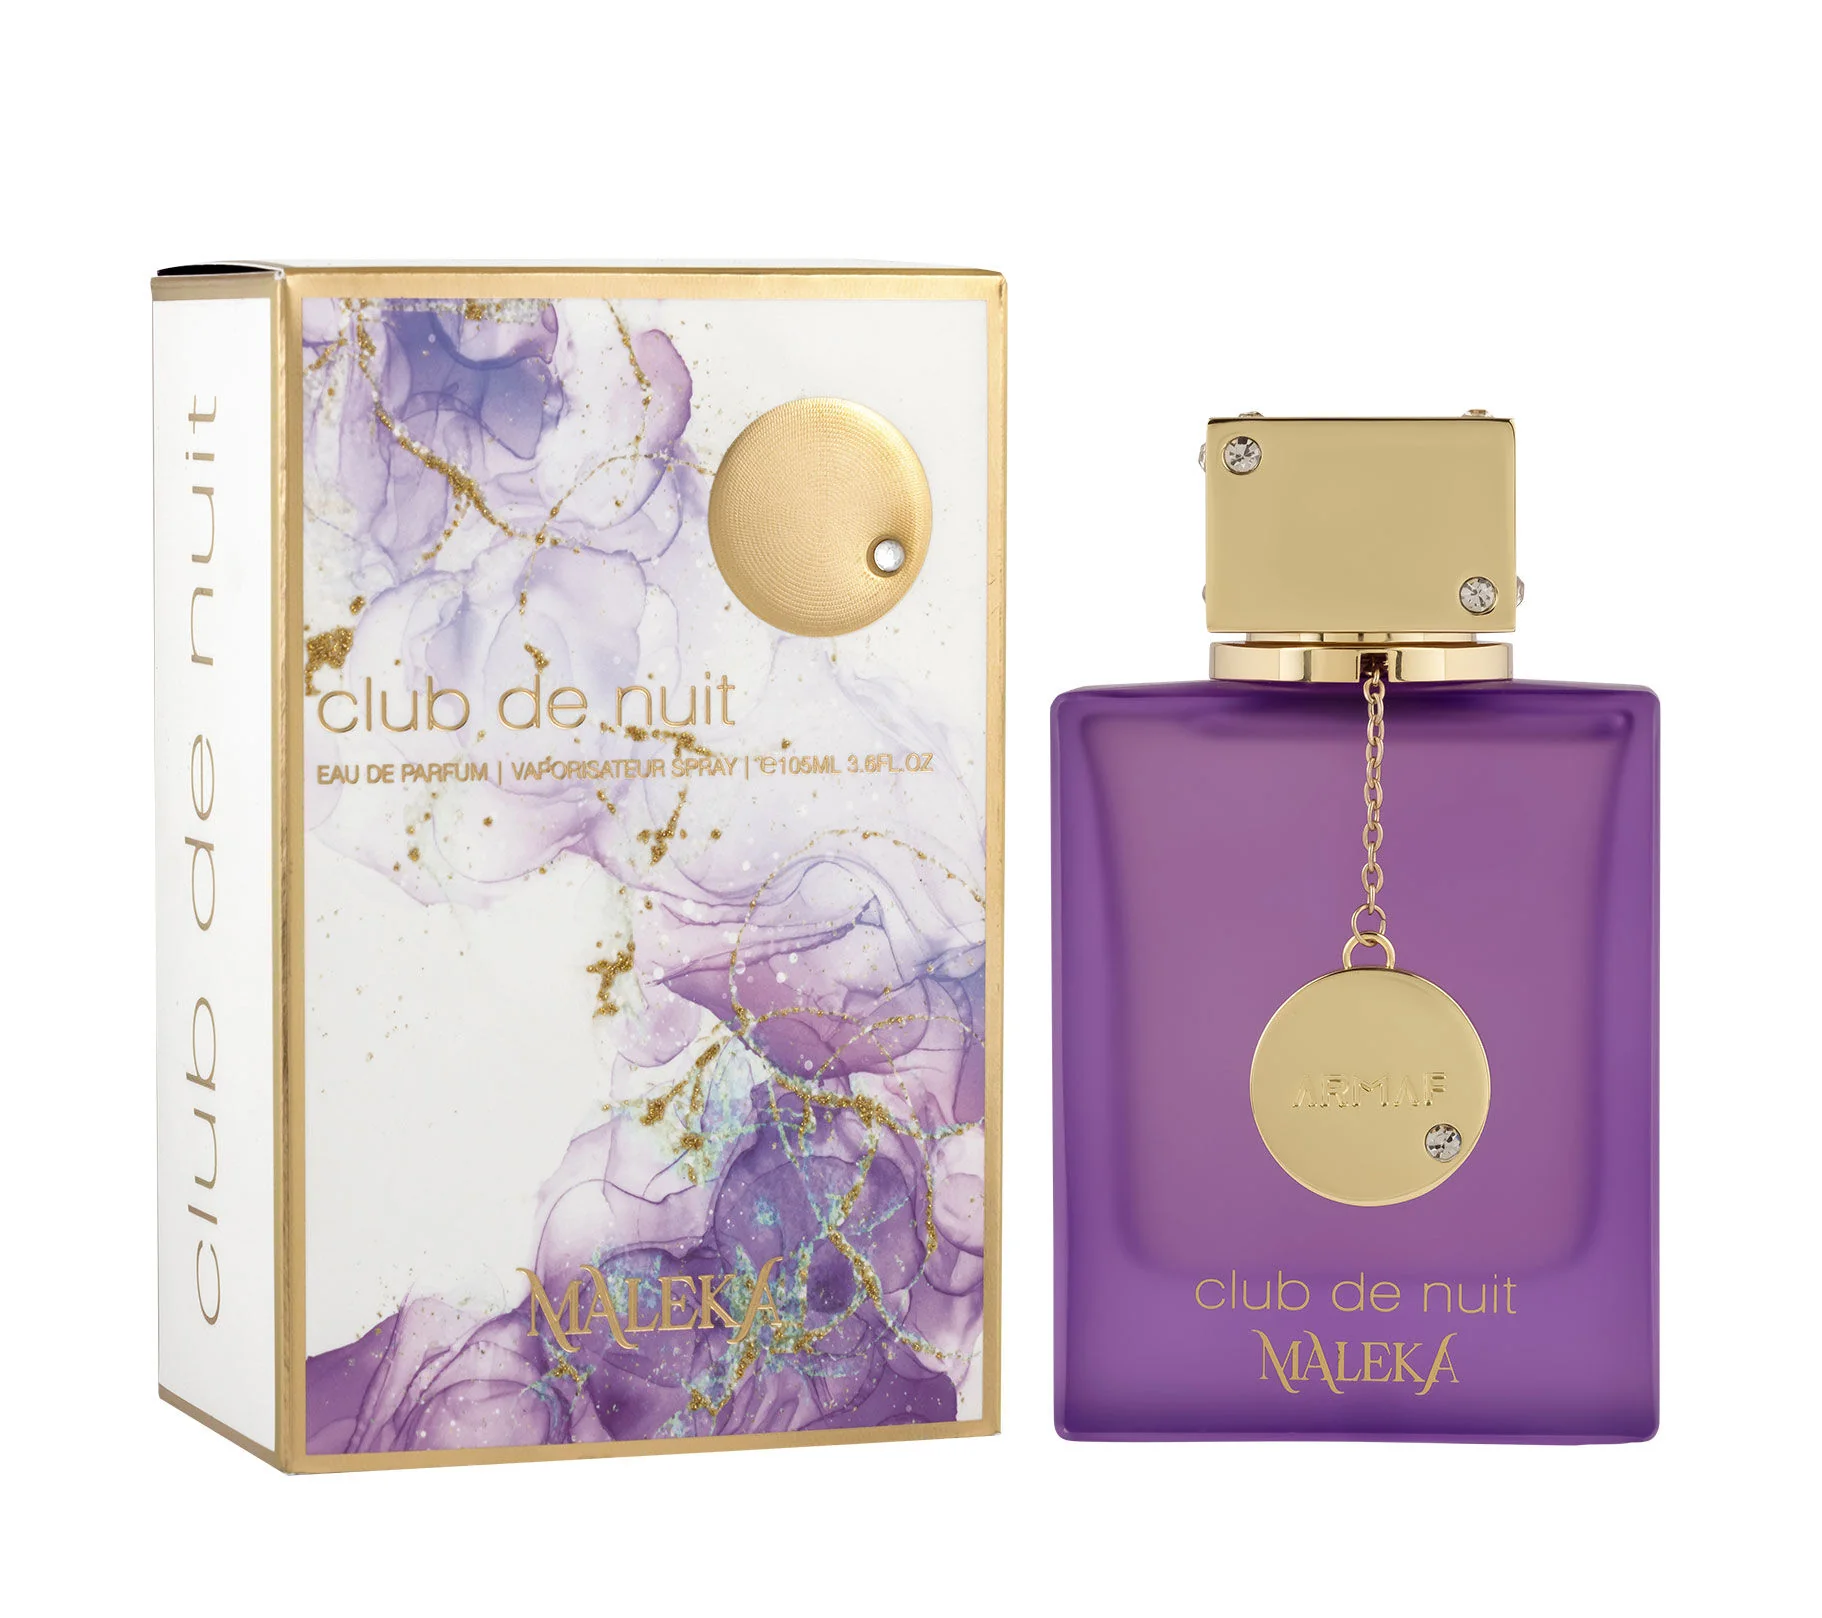 club de nuit
club de nuit
EAU DE PARFUM | VAPORISATEUR SPRAY | ℮105ML 3.6FL.OZ
MALEKA
ARMAF
club de nuit
MALEKA